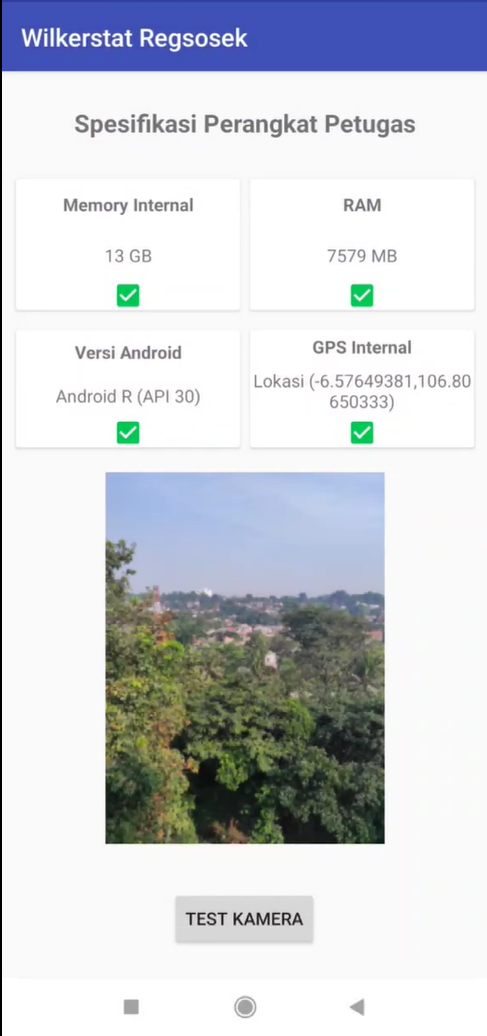 Wilkerstat Regsosek
Spesifikasi Perangkat Petugas
Memory Internal
13 GB
RAM
7579 MB
Versi Android
Android R (API 30)
GPS Internal
Lokasi (-6.57649381,106.80
650333)
TEST KAMERA